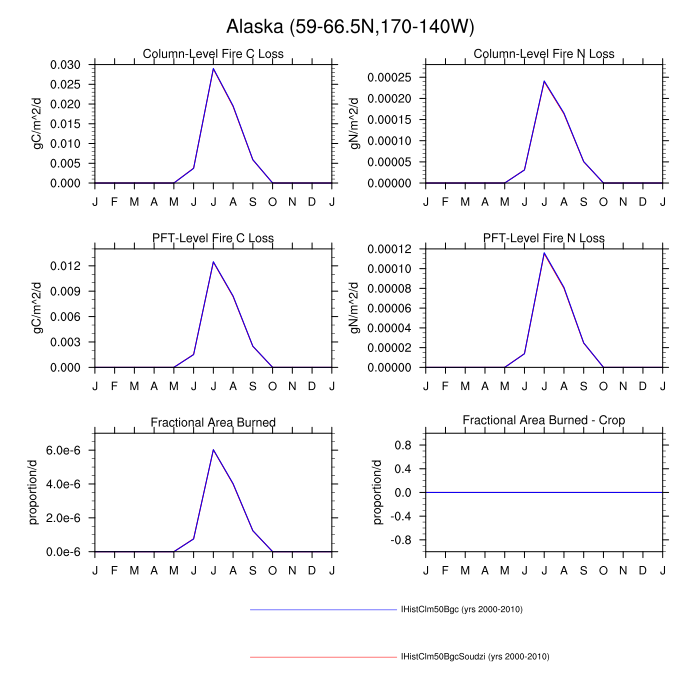 Alaska (59-66.5N,170-140W)
Column-Level Fire C Loss
gC/m^2/d
0.030
0.025
0.020
0.015
0.010
0.005
0.000
J F M A M J J A S O N D J
Column-Level Fire N Loss
gN/m^2/d
0.00025
0.00020
0.00015
0.00010
0.00005
0.00000
J F M A M J J A S O N D J
PFT-Level Fire C Loss
gC/m^2/d
0.012
0.009
0.006
0.003
0.000
J F M A M J J A S O N D J
PFT-Level Fire N Loss
gN/m^2/d
0.00012
0.00010
0.00008
0.00006
0.00004
0.00002
0.00000
J F M A M J J A S O N D J
Fractional Area Burned
proportion/d
6.0e-6
4.0e-6
2.0e-6
0.0e-6
J F M A M J J A S O N D J
Fractional Area Burned - Crop
proportion/d
0.8
0.4
0.0
-0.4
-0.8
J F M A M J J A S O N D J
IHistClm50Bgc (yrs 2000-2010)
IHistClm50BgcSoudzi (yrs 2000-2010)